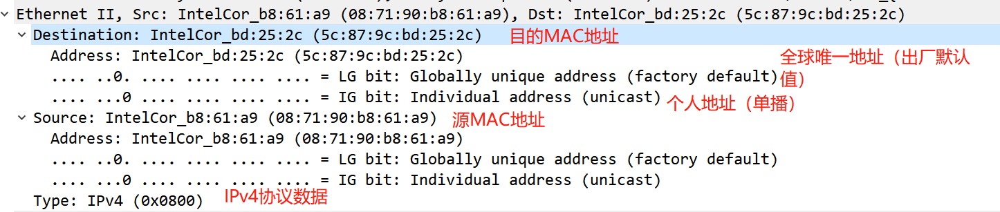 Ethernet II, Src: IntelCor_b8:61:a9 (08:71:90:b8:61:a9), Dst: IntelCor_bd:25:2c (5c:87:9c:bd:25:2c)
Destination: IntelCor_bd:25:2c (5c:87:9c:bd:25:2c) 目的MAC地址
Address: IntelCor_bd:25:2c (5c:87:9c:bd:25:2c)
.... ..0. .... .... .... .... = LG bit: Globally unique address (factory default) 全球唯一地址（出厂默认
值）
.... ...0 .... .... .... .... = IG bit: Individual address (unicast) 个人地址（单播）
Source: IntelCor_b8:61:a9 (08:71:90:b8:61:a9) 源MAC地址
Address: IntelCor_b8:61:a9 (08:71:90:b8:61:a9)
.... ..0. .... .... .... .... = LG bit: Globally unique address (factory default)
.... ...0 .... .... .... .... = IG bit: Individual address (unicast)
Type: IPv4 (0x0800) IPv4协议数据